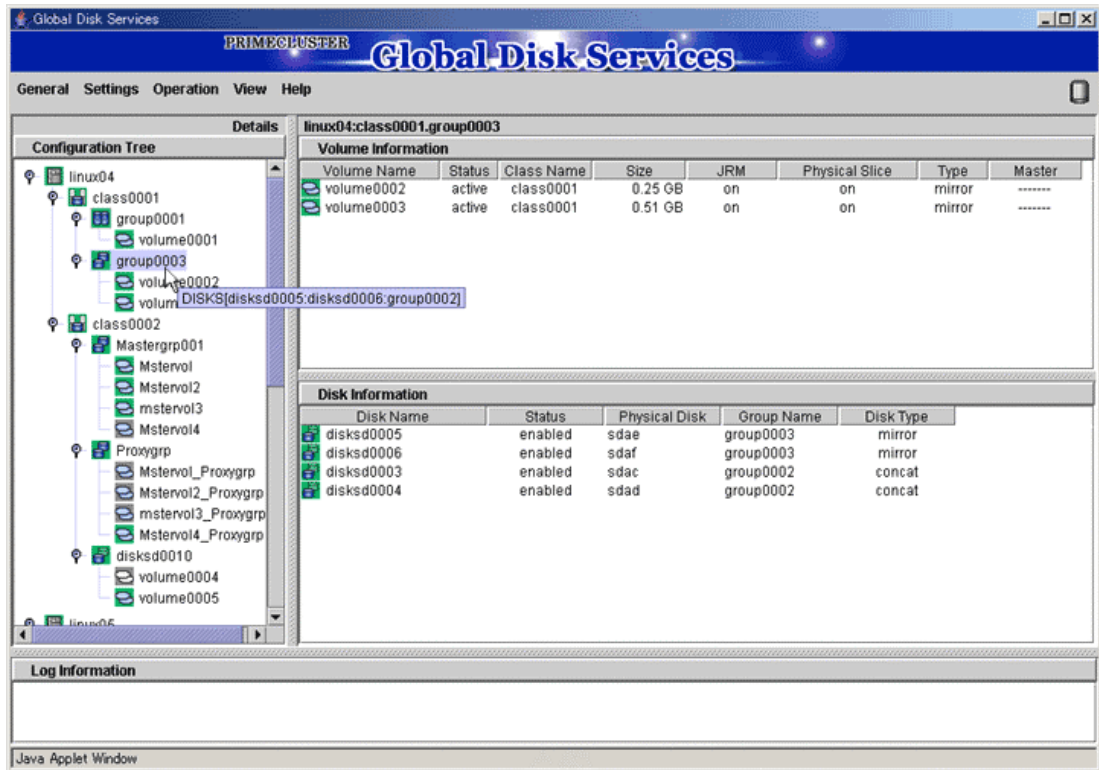 Global Disk Services
PRIMECLUSTER
Global Disk Services
General Settings Operation View Help
Details
Configuration Tree
linux04
class0001
group0001
volume0001
group0003
volume0002
volum
DISKS[disksd0005:disksd0006:group0002]
class0002
Mastergrp001
Mstervol
Mstervol2
mstervol3
Mstervol4
Proxygrp
Mstervol_Proxygrp
Mstervol2_Proxygrp
mstervol3_Proxygrp
Mstervol4_Proxygrp
disksd0010
volume0004
volume0005
linux05
linux04:class0001.group0003
Volume Information
Volume Name Status Class Name Size JRM Physical Slice Type Master
volume0002 active class0001 0.25 GB on on mirror -------
volume0003 active class0001 0.51 GB on on mirror -------
Disk Information
Disk Name Status Physical Disk Group Name Disk Type
disksd0005 enabled sdae group0003 mirror
disksd0006 enabled sdaf group0003 mirror
disksd0003 enabled sdac group0002 concat
disksd0004 enabled sdad group0002 concat
Log Information
Java Applet Window